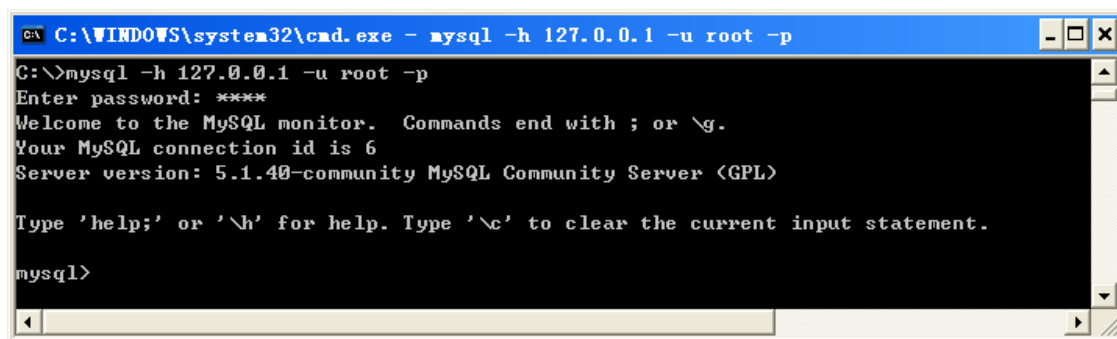 C:\WINDOWS\system32\cmd.exe - mysql -h 127.0.0.1 -u root -p
C:\>mysql -h 127.0.0.1 -u root -p
Enter password: ****
Welcome to the MySQL monitor.  Commands end with ; or \g.
Your MySQL connection id is 6
Server version: 5.1.40-community MySQL Community Server (GPL)
Type 'help;' or '\h' for help. Type '\c' to clear the current input statement.
mysql>